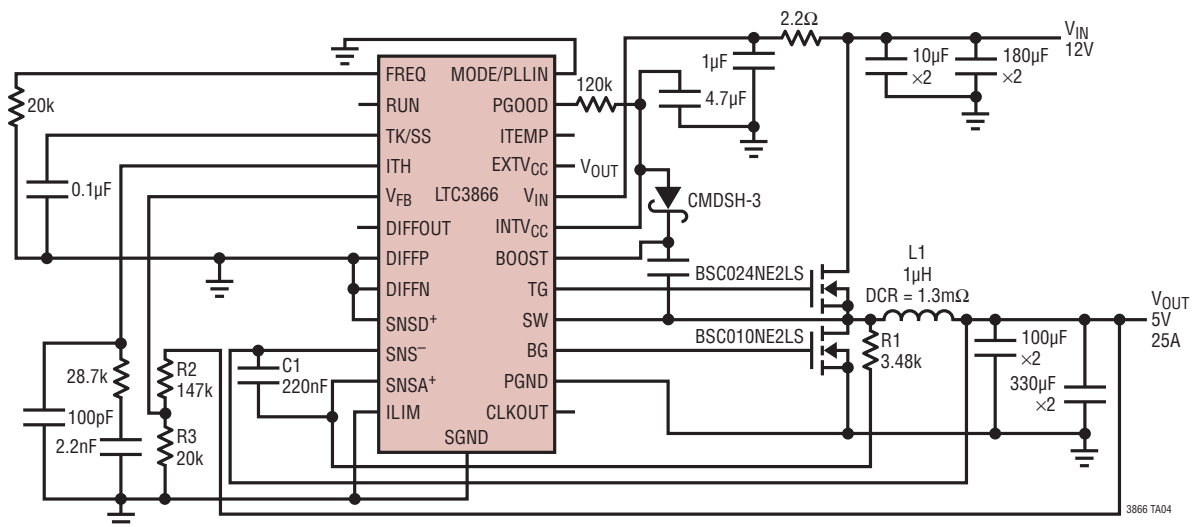 2.2Ω
VIN
12V
10µF
×2
180µF
×2
1µF
4.7µF
120k
20k
0.1µF
FREQ
RUN
TK/SS
ITH
VFB
DIFFOUT
DIFFP
DIFFN
SNSD+
SNS–
SNSA+
ILIM
LTC3866
SGND
MODE/PLLIN
PGOOD
ITEMP
EXTVCC
VIN
INTVCC
BOOST
TG
SW
BG
PGND
CLKOUT
VOUT
CMDSH-3
BSC024NE2LS
BSC010NE2LS
L1
1µH
DCR = 1.3mΩ
VOUT
5V
25A
R1
3.48k
100µF
×2
330µF
×2
C1
220nF
28.7k
R2
147k
100pF
2.2nF
R3
20k
3866 TA04